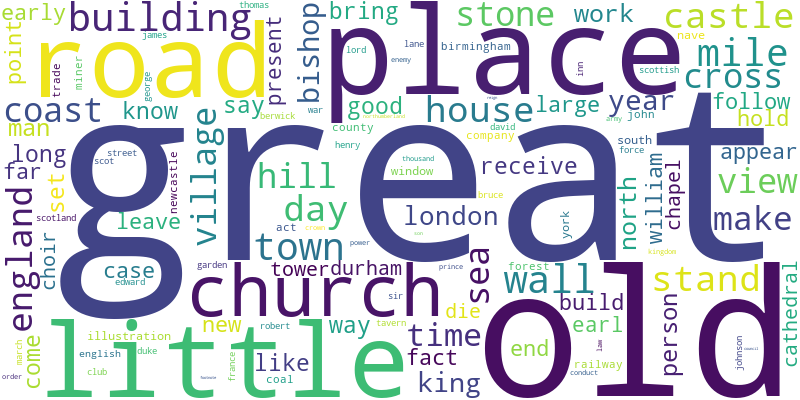 early building thomas bring stone work castle
james
point road present bishop place nave
trade miner george lord lane enemy birmingham inn scottish mile cross
coast know say good house large year follow
berwick war northumberland county john hold
man village great henry david company army south force appear
long street newcastle thousand window receive william chapel view
far scot hill bruce
set scotland leave day london york north make
england choir act town power son crown kingdom
case edward garden tower durham sea wall forest stand cathedral
church sir prince build
new die earl person
come illustration robert way tavern time old
march english duke little france like fact end railway law johnson council
order club coal king conduct